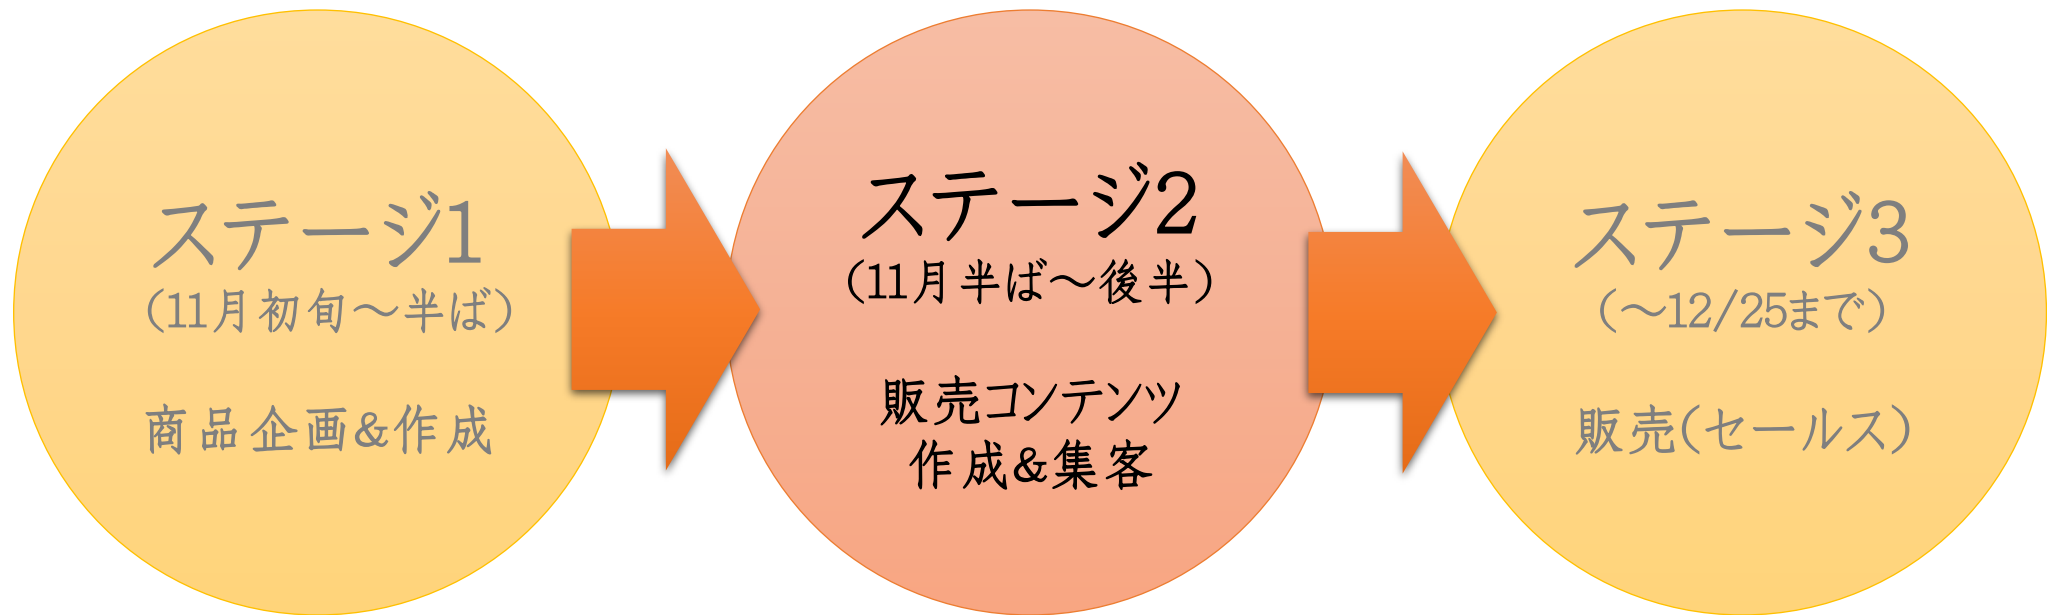 ステージ1
(11月初旬～半ば)
商品企画&作成
ステージ2
(11月半ば～後半)
販売コンテンツ
作成&集客
ステージ3
(～12/25まで)
販売(セールス)